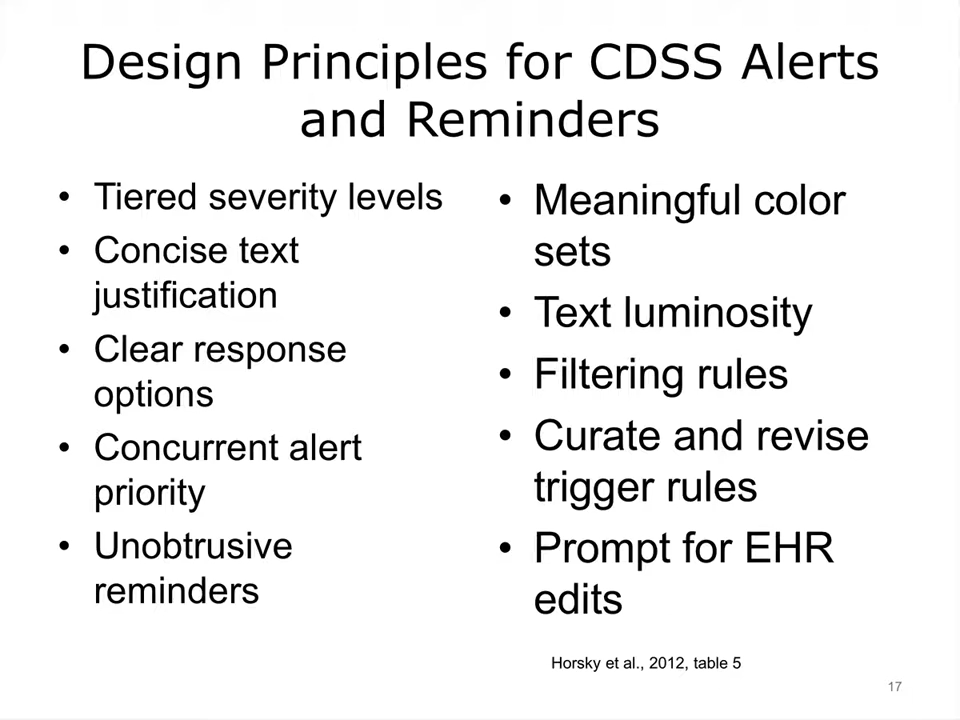 Design Principles for CDSS Alerts
and Reminders
• Tiered severity levels
• Concise text
justification
• Clear response
options
• Concurrent alert
priority
• Unobtrusive
reminders
• Meaningful color
sets
• Text luminosity
• Filtering rules
• Curate and revise
trigger rules
• Prompt for EHR
edits
Horsky et al., 2012, table 5
17